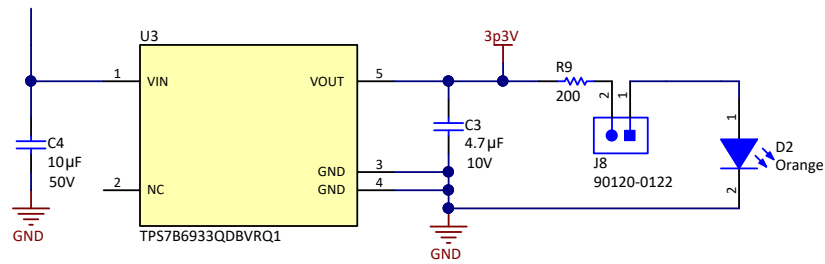 U3
3p3V
1
VIN
VOUT
5
R9
200
2
1
1
C4
10µF
50V
C3
4.7µF
10V
D2
Orange
J8
90120-0122
GND
3
2
NC
GND
4
2
GND
TPS7B6933QDBVRQ1
GND